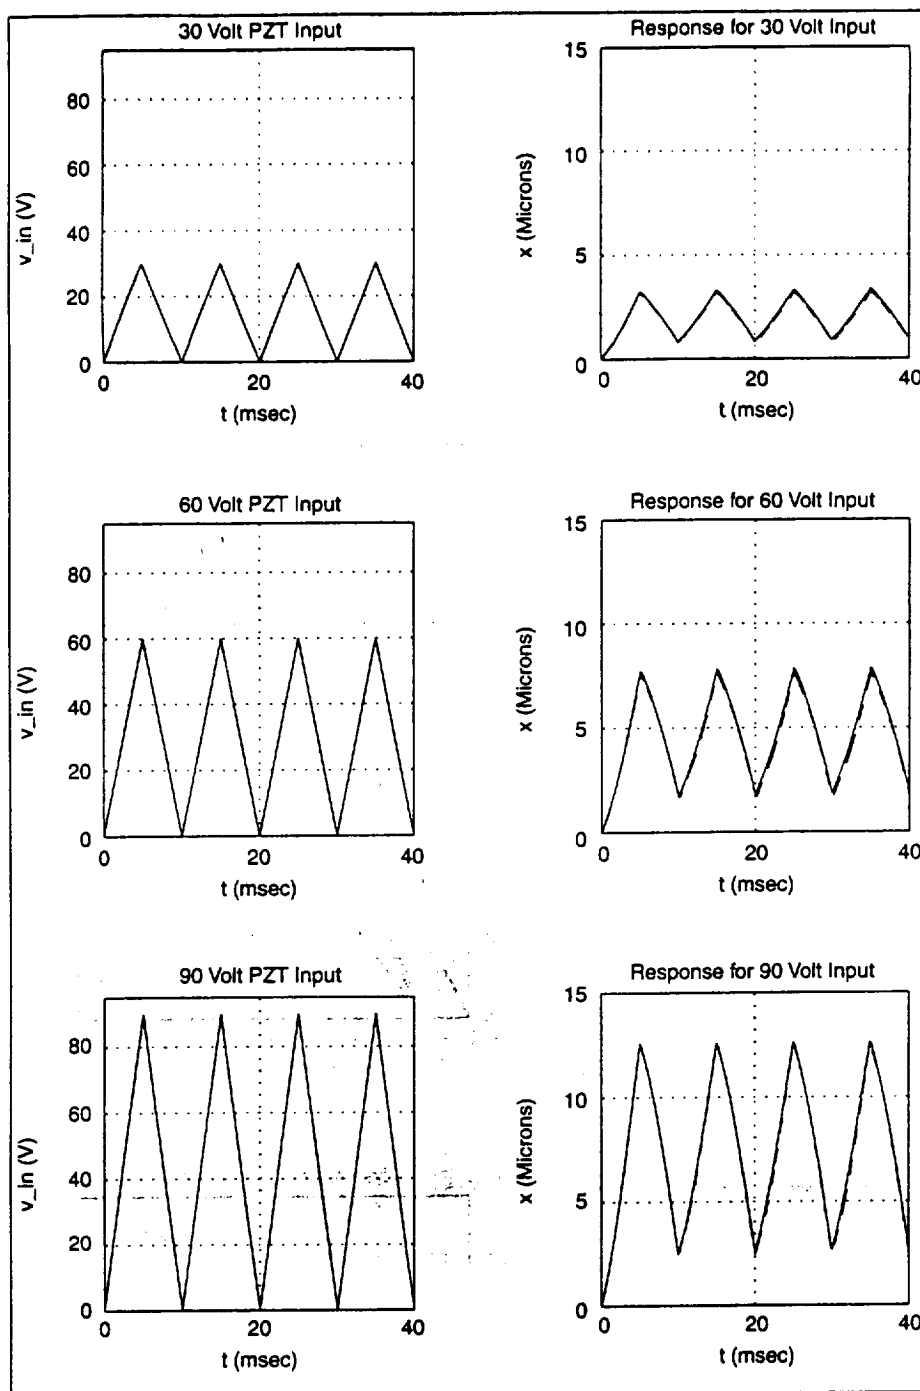 30 Volt PZT Input
80
60
40
20
0
v_in (V)
0 20 40
t (msec)
Response for 30 Volt Input
15
10
5
0
x (Microns)
0 20 40
t (msec)
60 Volt PZT Input
80
60
40
20
0
v_in (V)
0 20 40
t (msec)
Response for 60 Volt Input
15
10
5
0
x (Microns)
0 20 40
t (msec)
90 Volt PZT Input
80
60
40
20
0
v_in (V)
0 20 40
t (msec)
Response for 90 Volt Input
15
10
5
0
x (Microns)
0 20 40
t (msec)